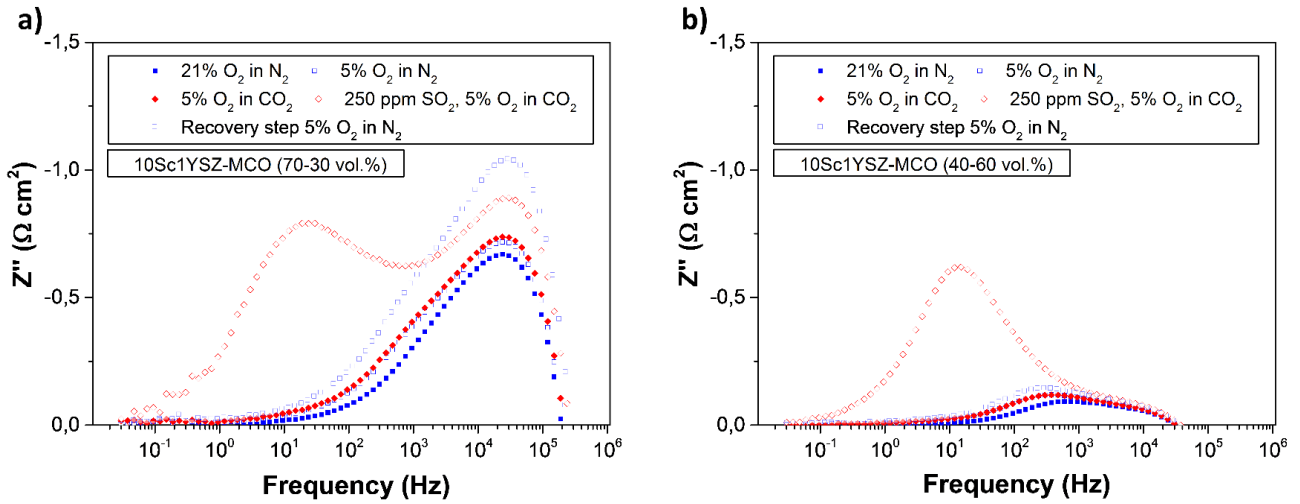 a)
-1,5
21% O2 in N2 5% O2 in N2
5% O2 in CO2 250 ppm SO2, 5% O2 in CO2
Recovery step 5% O2 in N2
10Sc1YSZ-MCO (70-30 vol.%)
-1,0
-0,5
0,0
Z'' (Ω cm2)
10-1 100 101 102 103 104 105 106
Frequency (Hz)
b)
-1,5
21% O2 in N2 5% O2 in N2
5% O2 in CO2 250 ppm SO2, 5% O2 in CO2
Recovery step 5% O2 in N2
10Sc1YSZ-MCO (40-60 vol.%)
-1,0
-0,5
0,0
Z'' (Ω cm2)
10-1 100 101 102 103 104 105 106
Frequency (Hz)